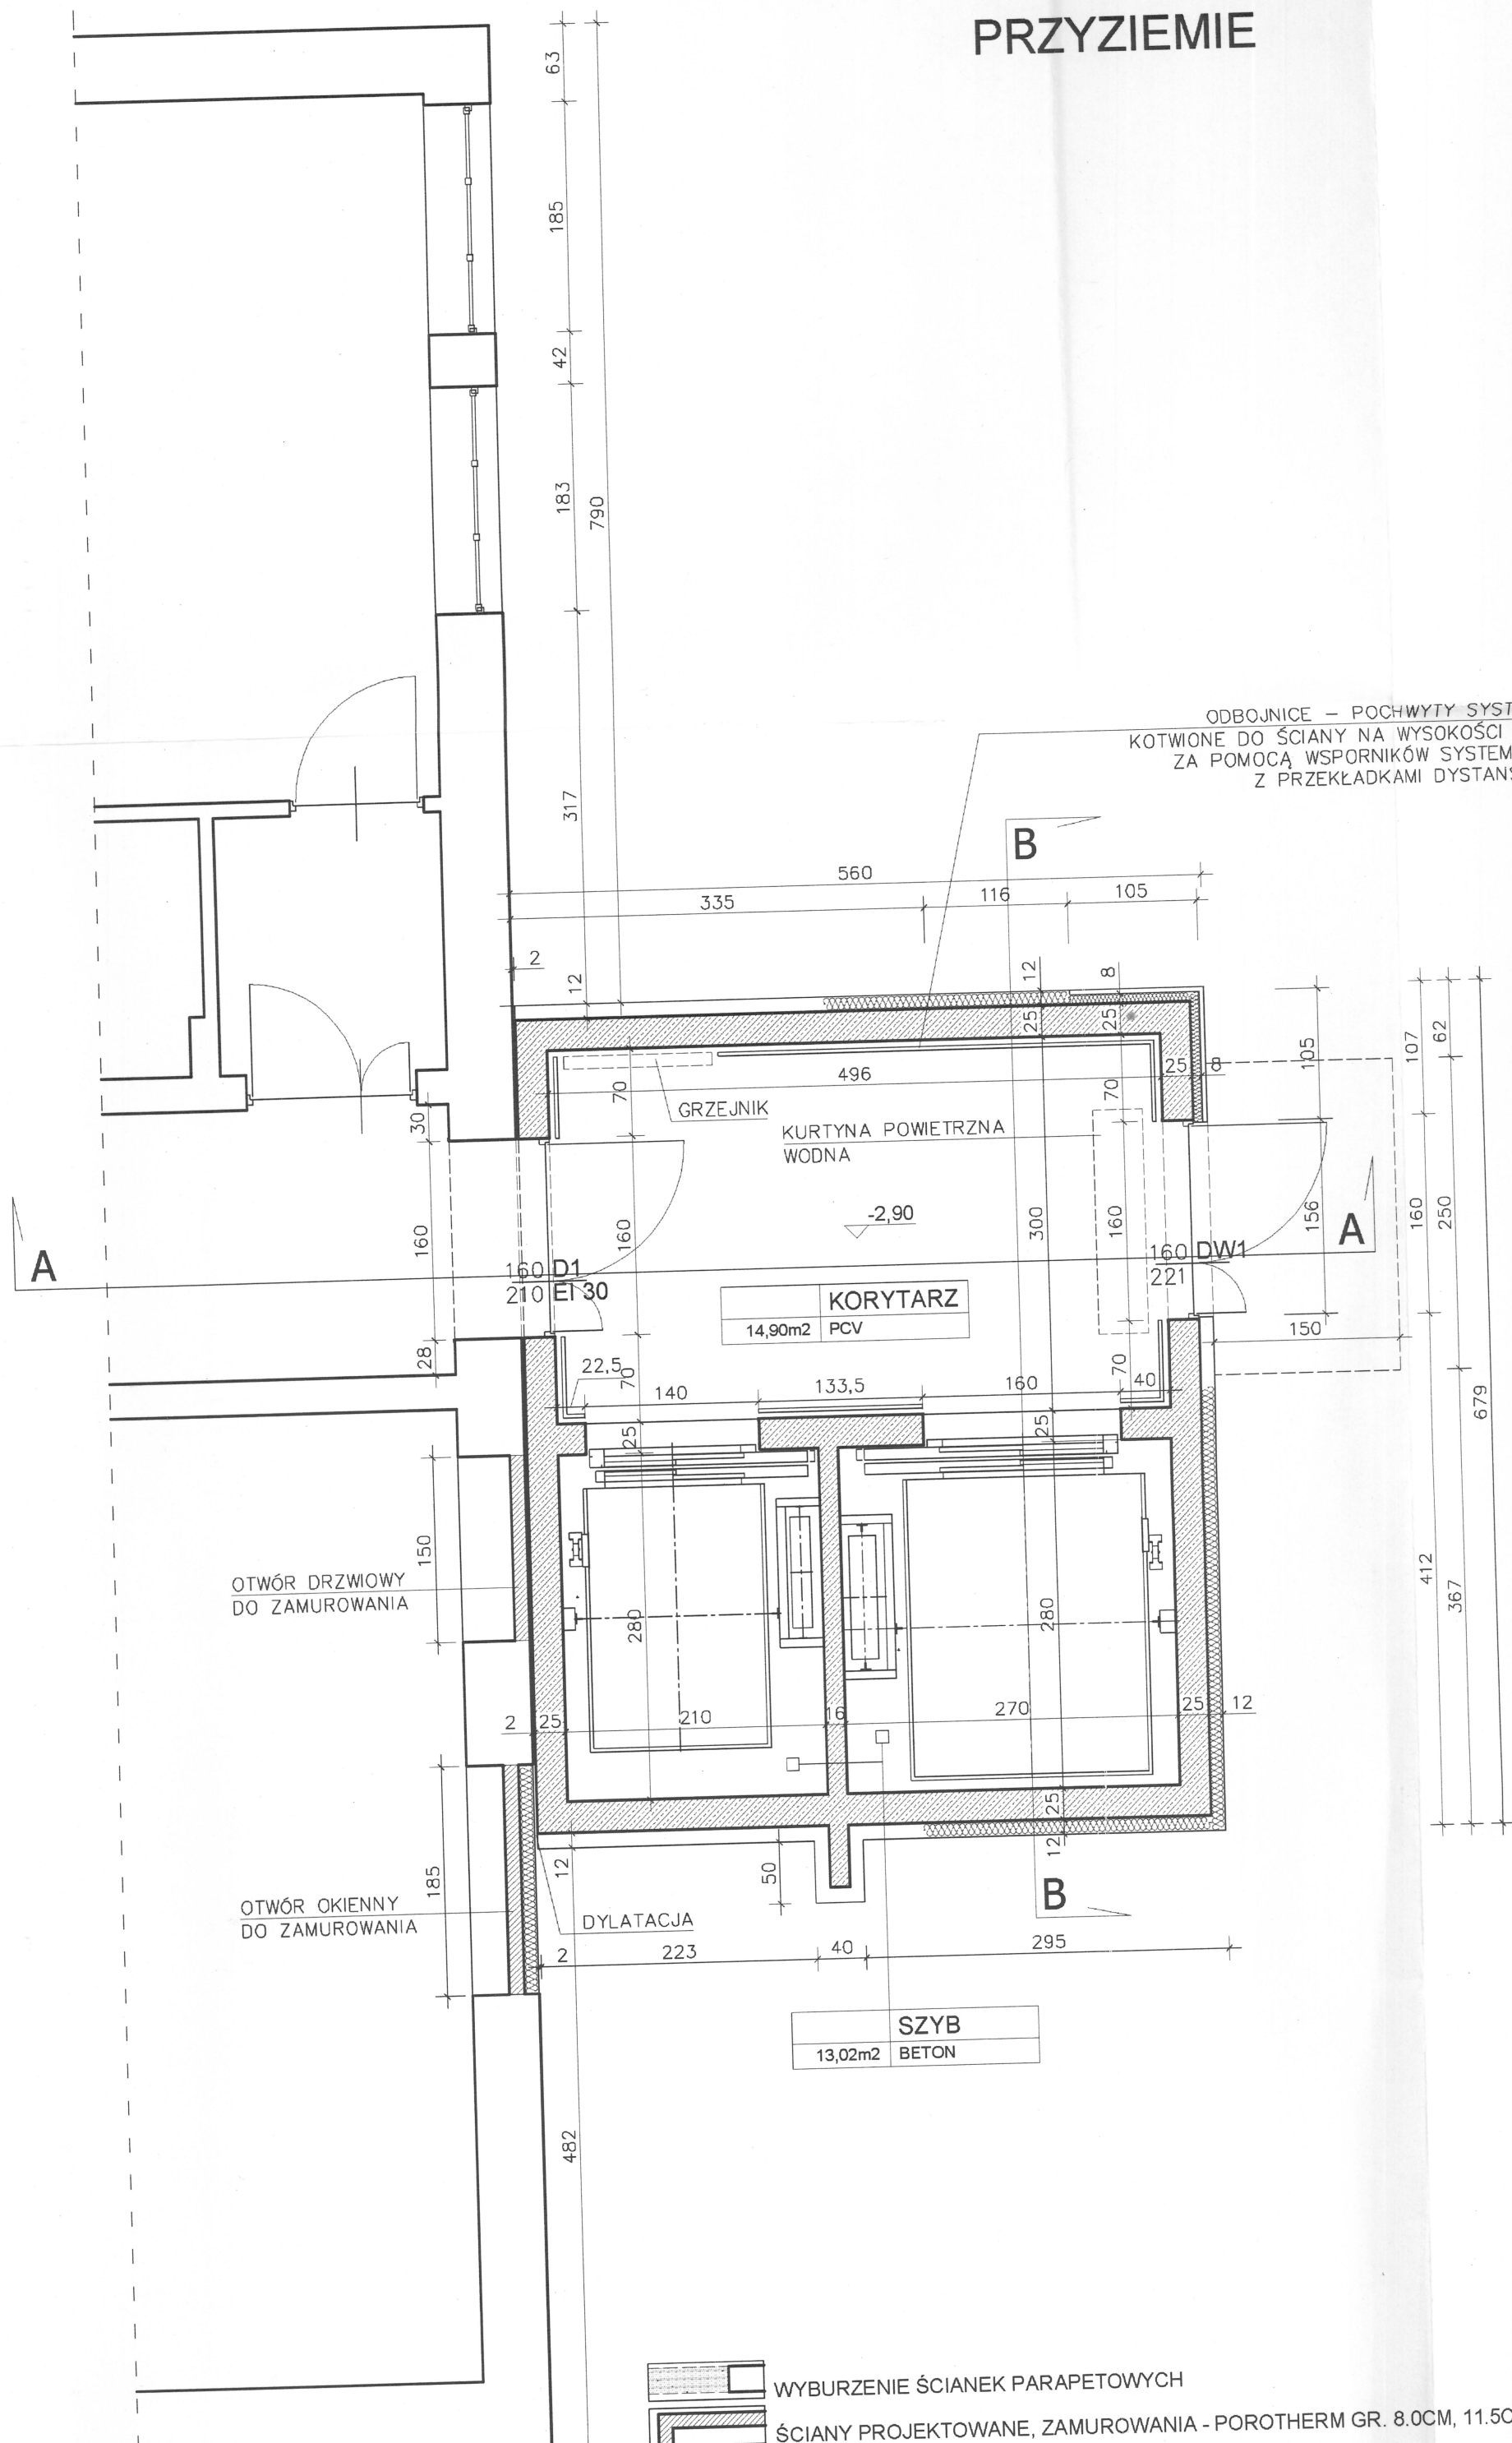 PRZYZIEMIE
63
185
42
790
183
317
ODBOJNICE – POCHWYTY
KOTWIONE DO ŚCIANY NA WYSOKOŚCI
ZA POMOCĄ WSPORNIKÓW
Z PRZEKŁADKAMI
B
560
335
116
105
2
12
12
8
25
25
105
107
62
496
25
8
70
70
GRZEJNIK
KURTYNA POWIETRZNA
WODNA
30
160
160
-2,90
300
160
156
160
250
A
A
160 D1
210 EI 30
160 DW1
221
KORYTARZ
14,90m2 PCV
150
28
22,5
70
140
133,5
160
70
40
25
25
679
150
OTWÓR DRZWIOWY
DO ZAMUROWANIA
280
280
412
367
2
25
210
16
270
25
12
25
12
12
50
185
OTWÓR OKIENNY
DO ZAMUROWANIA
B
DYLATACJA
2
223
40
295
SZYB
13,02m2 BETON
482
WYBURZENIE ŚCIANEK PARAPETOWYCH
ŚCIANY PROJEKTOWANE, ZAMUROWANIA - POROTHERM GR. 8.0CM,